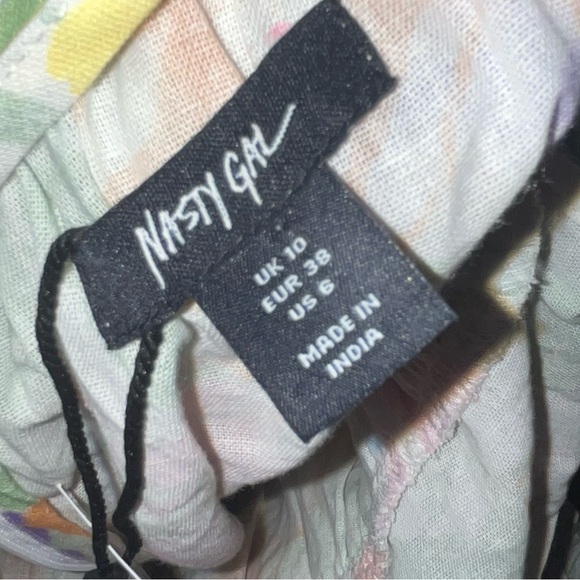 NASTY GAL
UK 10
EUR 38
US 6
MADE IN
INDIA